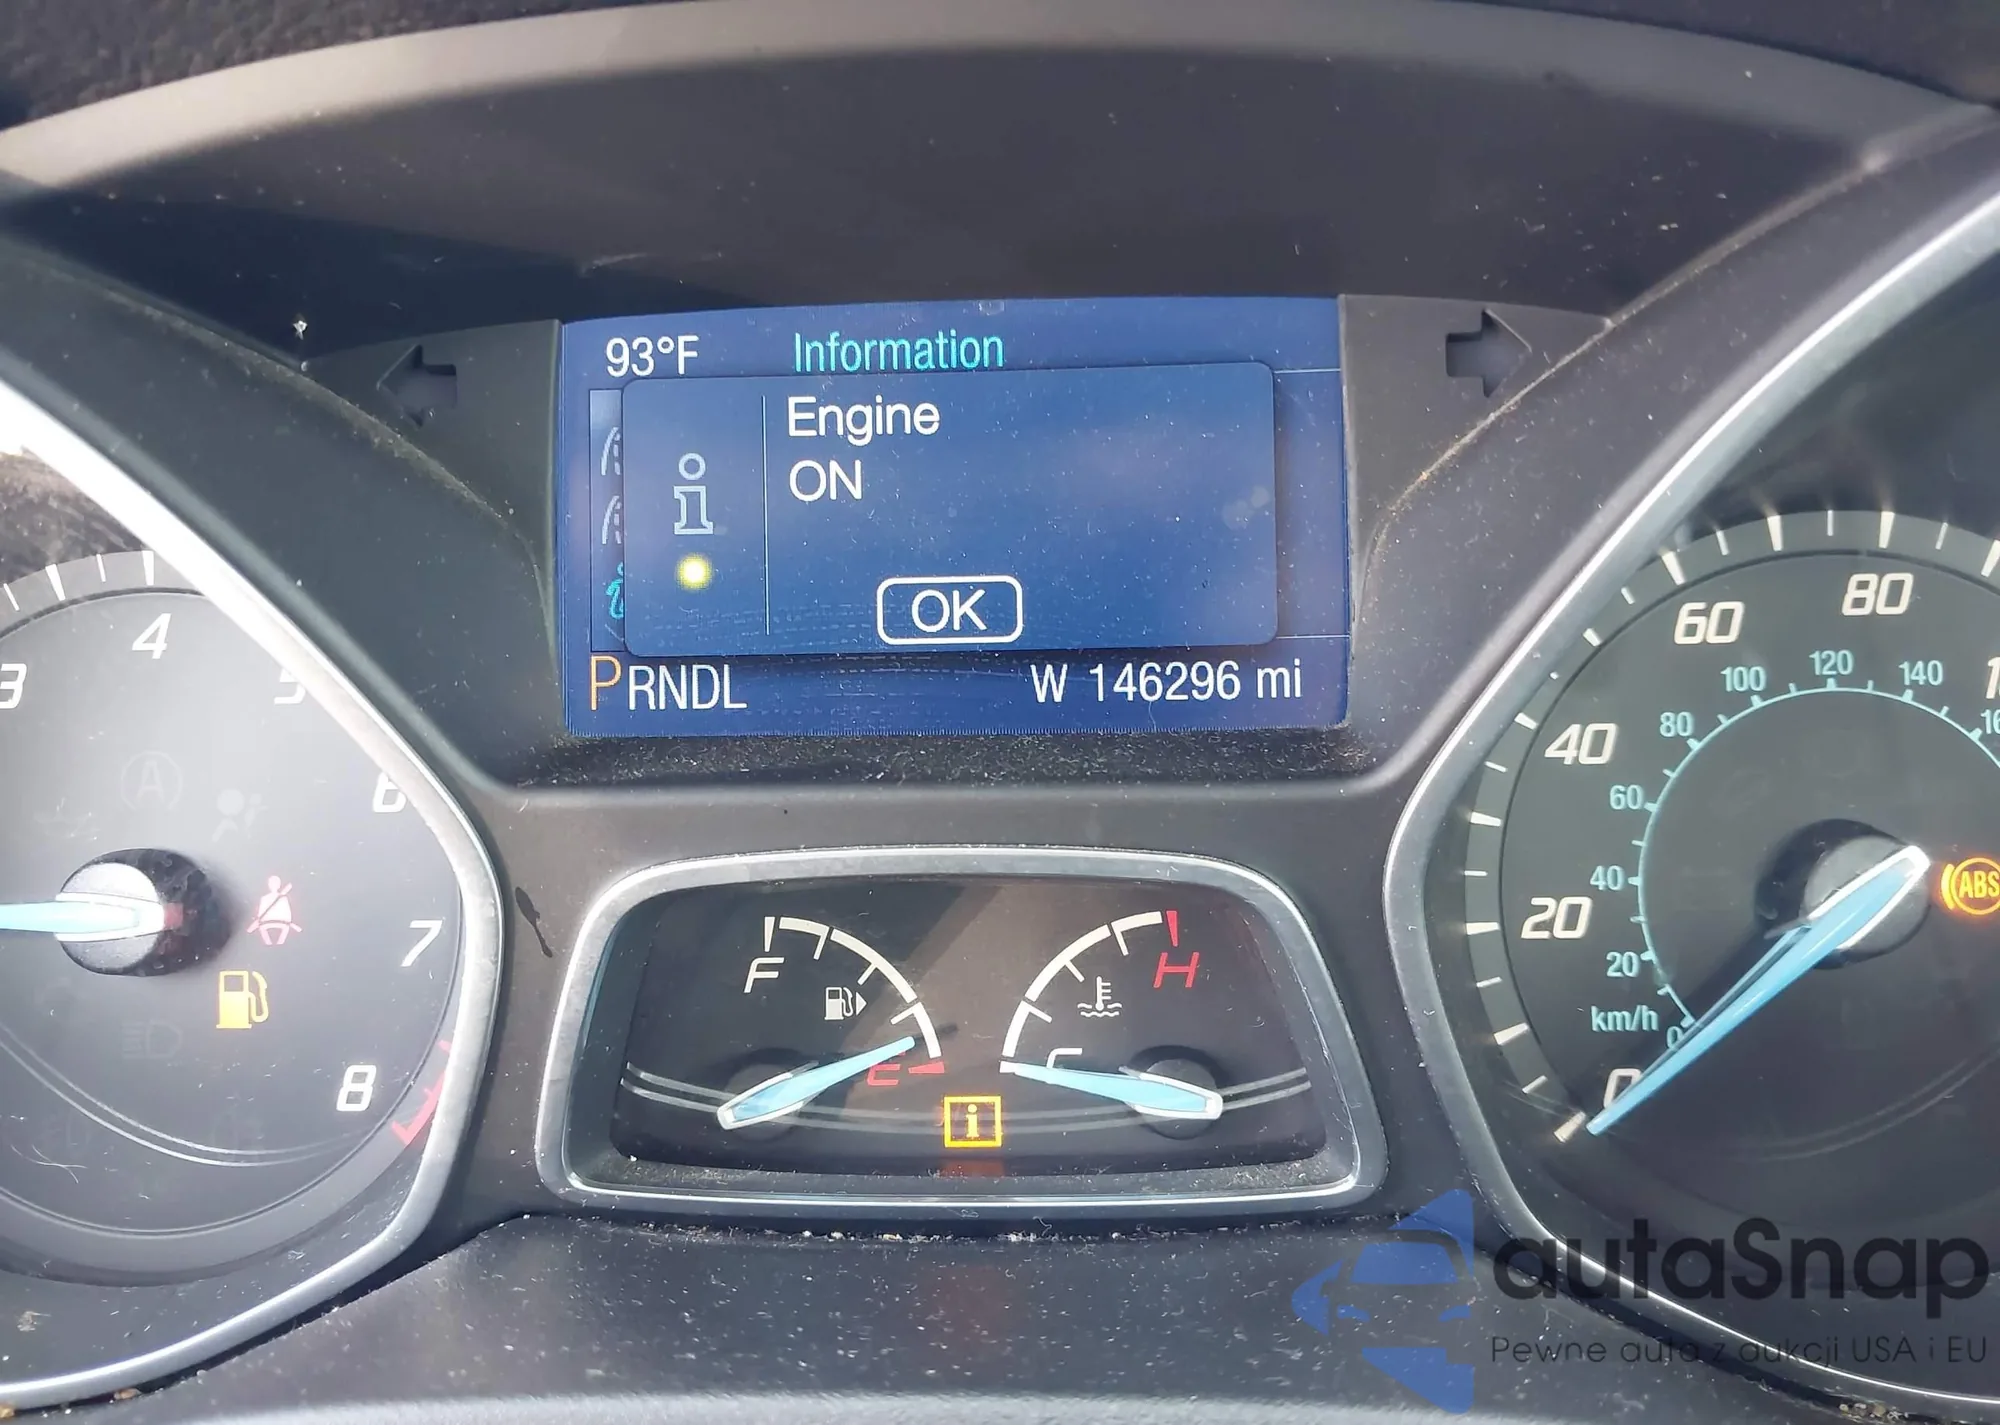 93°F Information
Engine
ON
OK
PRNDL W 146296 mi
3 4 5 6 7 8
F E
C H
i
0 20 40 60 80
km/h 0 20 40 60 80 100 120 140
ABS
autaSnap
Pewne auta z aukcji USA i EU